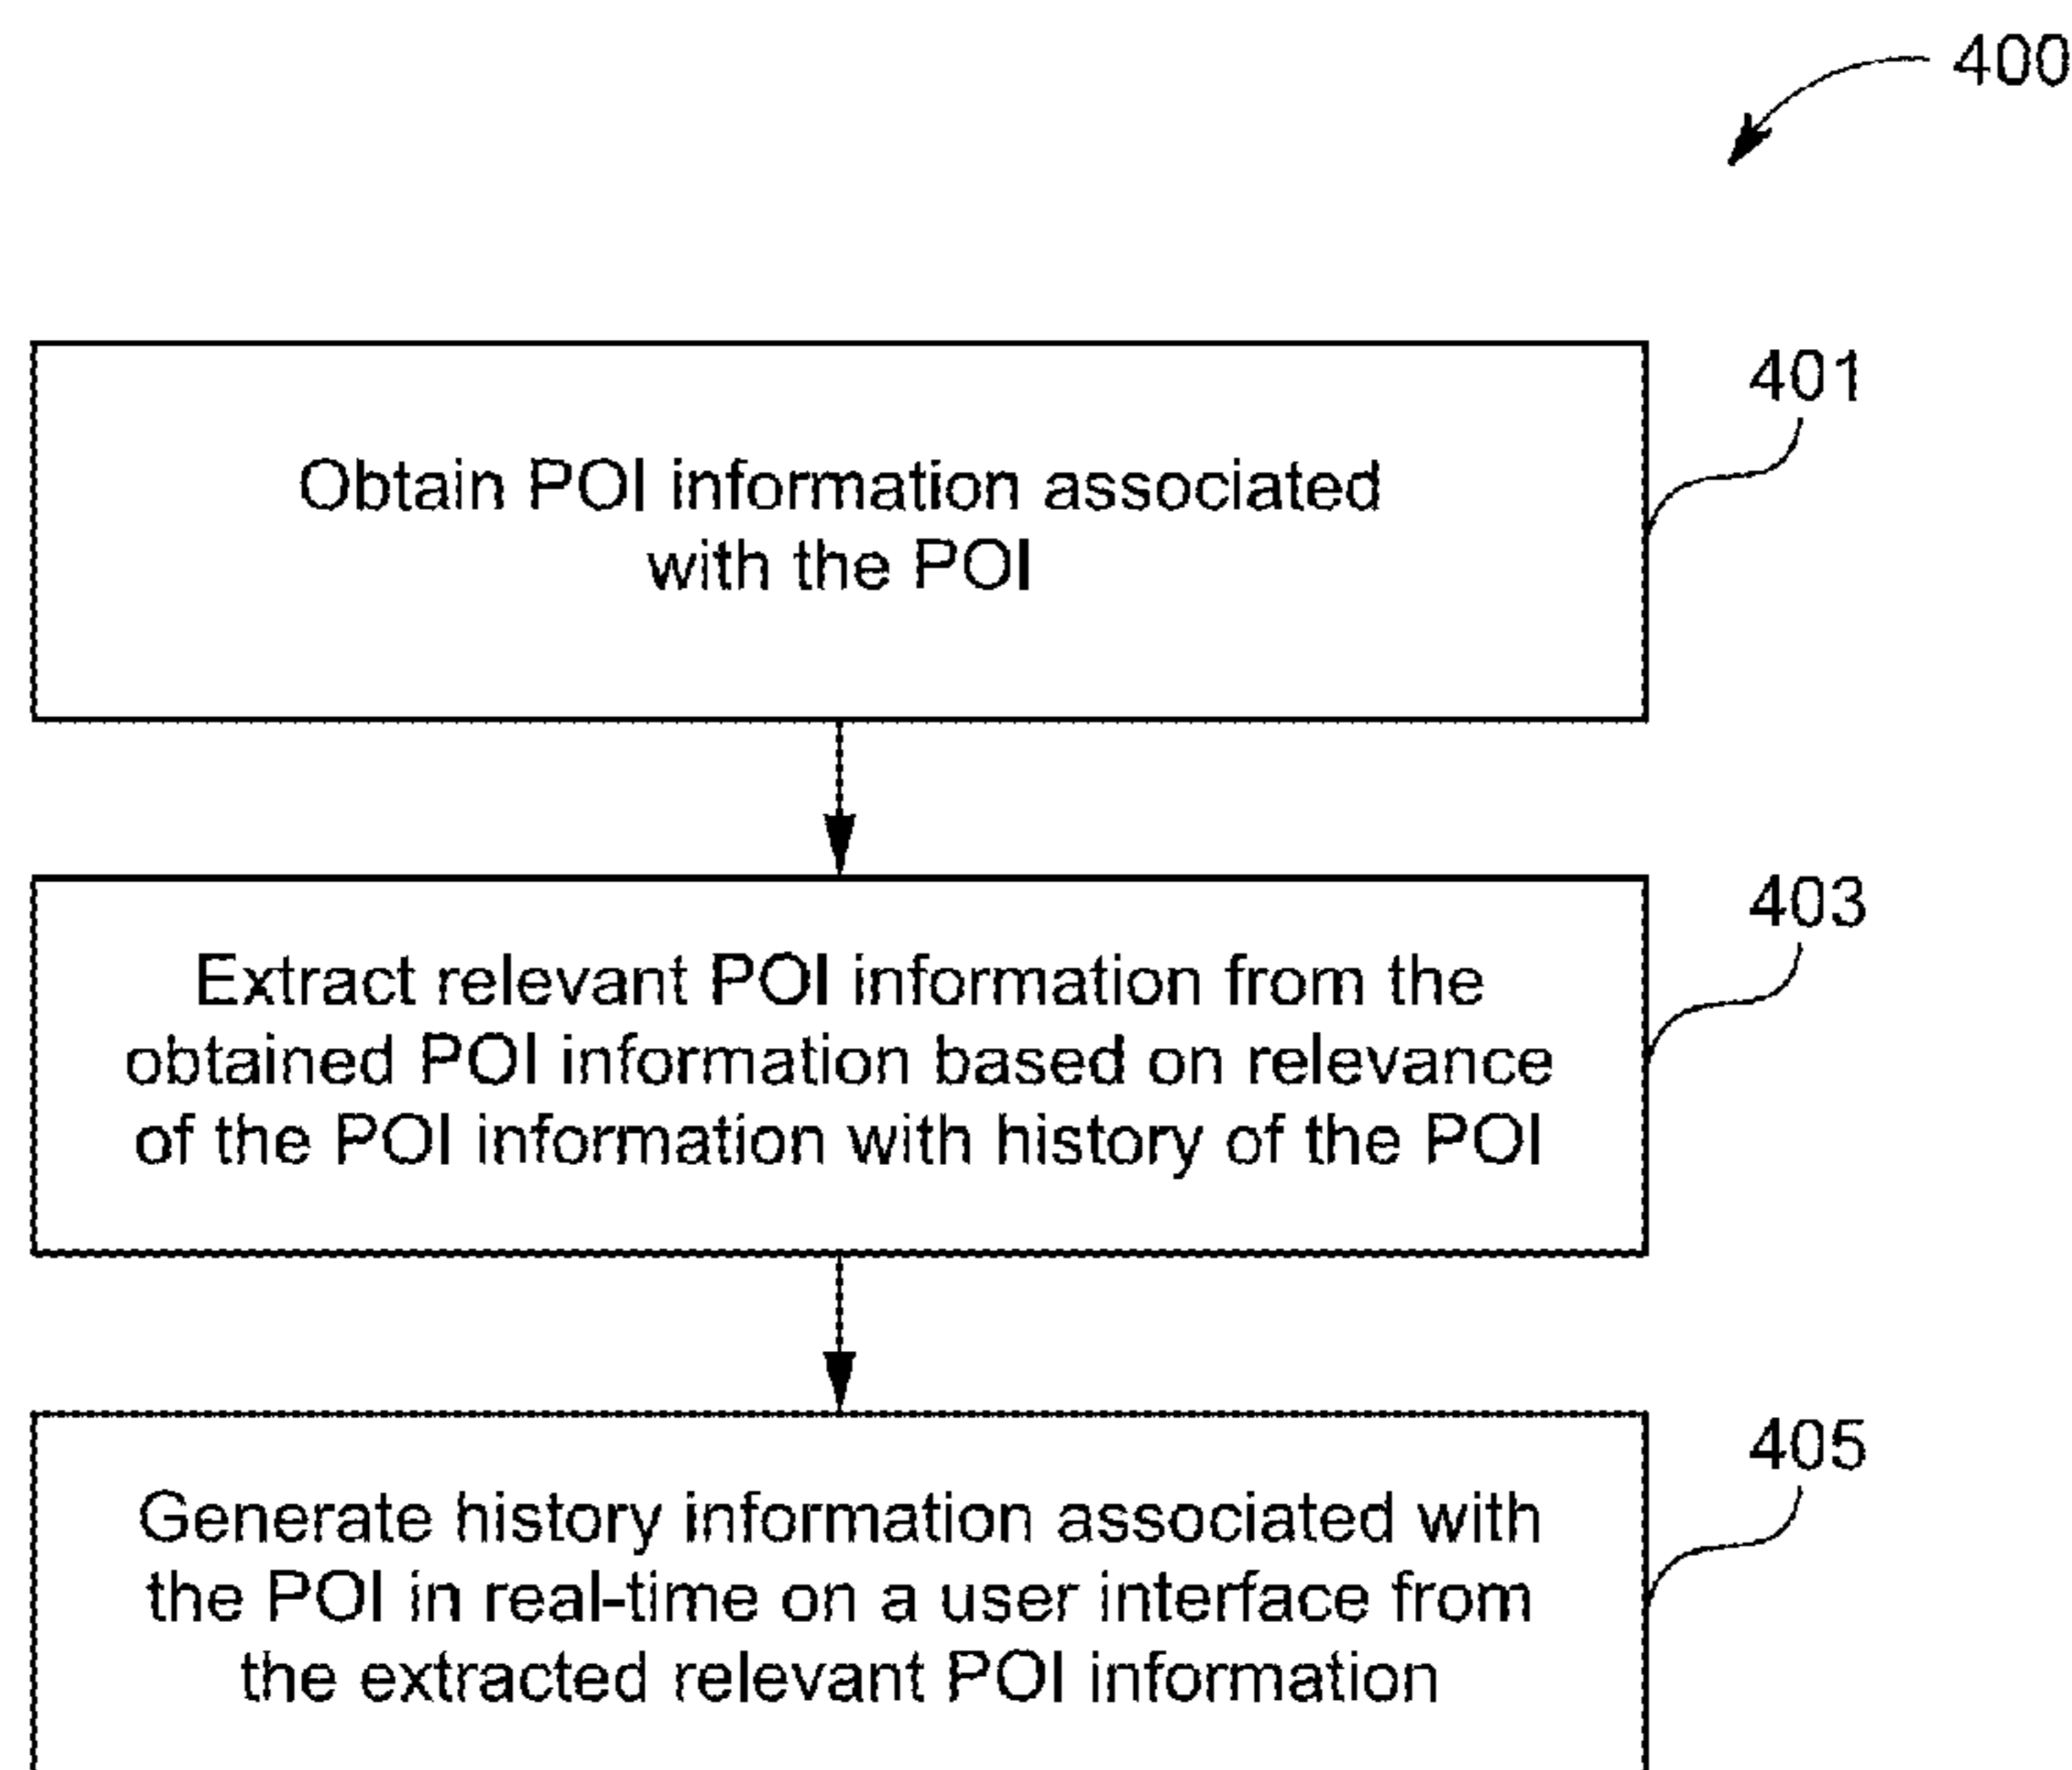 400
401
Obtain POI information associated
with the POI
403
Extract relevant POI information from the
obtained POI information based on relevance
of the POI information with history of the POI
405
Generate history information associated with
the POI in real-time on a user interface from
the extracted relevant POI information